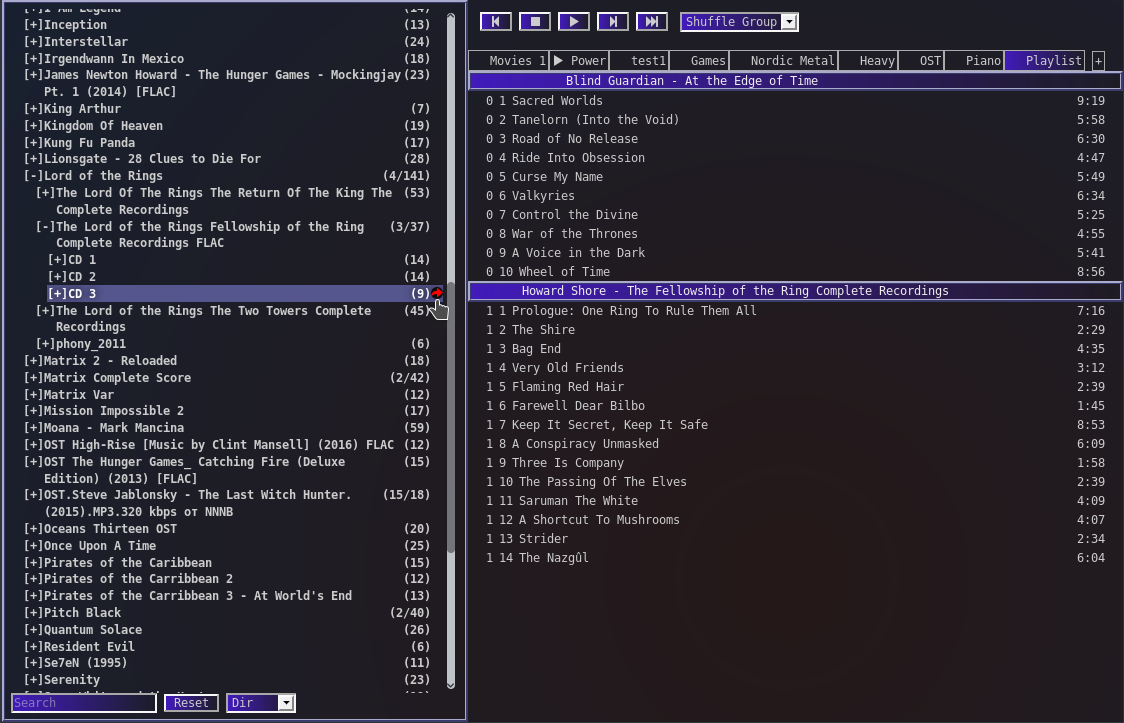 [+]I Am Legend (14)
[+]Inception (13)
[+]Interstellar (24)
[+]Irgendwann In Mexico (18)
[+]James Newton Howard - The Hunger Games - Mockingjay (23)
Pt. 1 (2014) [FLAC]
[+]King Arthur (7)
[+]Kingdom Of Heaven (19)
[+]Kung Fu Panda (17)
[+]Lionsgate - 28 Clues to Die For (28)
[-]Lord of the Rings (4/141)
[+]The Lord Of The Rings The Return Of The King The (53)
Complete Recordings
[-]The Lord of the Rings Fellowship of the Ring (3/37)
Complete Recordings FLAC
[+]CD 1 (14)
[+]CD 2 (14)
[+]CD 3 (9)
[+]The Lord of the Rings The Two Towers Complete (45)
Recordings
[+]phony_2011 (6)
[+]Matrix 2 - Reloaded (18)
[+]Matrix Complete Score (2/42)
[+]Matrix Var (12)
[+]Mission Impossible 2 (17)
[+]Moana - Mark Mancina (59)
[+]OST High-Rise [Music by Clint Mansell] (2016) FLAC (12)
[+]OST The Hunger Games_ Catching Fire (Deluxe (15)
Edition) (2013) [FLAC]
[+]OST.Steve Jablonsky - The Last Witch Hunter. (15/18)
(2015).MP3.320 kbps от NNNB
[+]Oceans Thirteen OST (20)
[+]Once Upon A Time (25)
[+]Pirates of the Caribbean (15)
[+]Pirates of the Carribbean 2 (12)
[+]Pirates of the Carribbean 3 - At World's End (13)
[+]Pitch Black (2/40)
[+]Quantum Solace (26)
[+]Resident Evil (6)
[+]Se7eN (1995) (11)
[+]Serenity (23)
Search Reset Dir
Shuffle Group
Movies 1 Power test1 Games Nordic Metal Heavy OST Piano Playlist +
Blind Guardian - At the Edge of Time
0 1 Sacred Worlds 9:19
0 2 Tanelorn (Into the Void) 5:58
0 3 Road of No Release 6:30
0 4 Ride Into Obsession 4:47
0 5 Curse My Name 5:49
0 6 Valkyries 6:34
0 7 Control the Divine 5:25
0 8 War of the Thrones 4:55
0 9 A Voice in the Dark 5:41
0 10 Wheel of Time 8:56
Howard Shore - The Fellowship of the Ring Complete Recordings
1 1 Prologue: One Ring To Rule Them All 7:16
1 2 The Shire 2:29
1 3 Bag End 4:35
1 4 Very Old Friends 3:12
1 5 Flaming Red Hair 2:39
1 6 Farewell Dear Bilbo 1:45
1 7 Keep It Secret, Keep It Safe 8:53
1 8 A Conspiracy Unmasked 6:09
1 9 Three Is Company 1:58
1 10 The Passing Of The Elves 2:39
1 11 Saruman The White 4:09
1 12 A Shortcut To Mushrooms 4:07
1 13 Strider 2:34
1 14 The Nazgûl 6:04